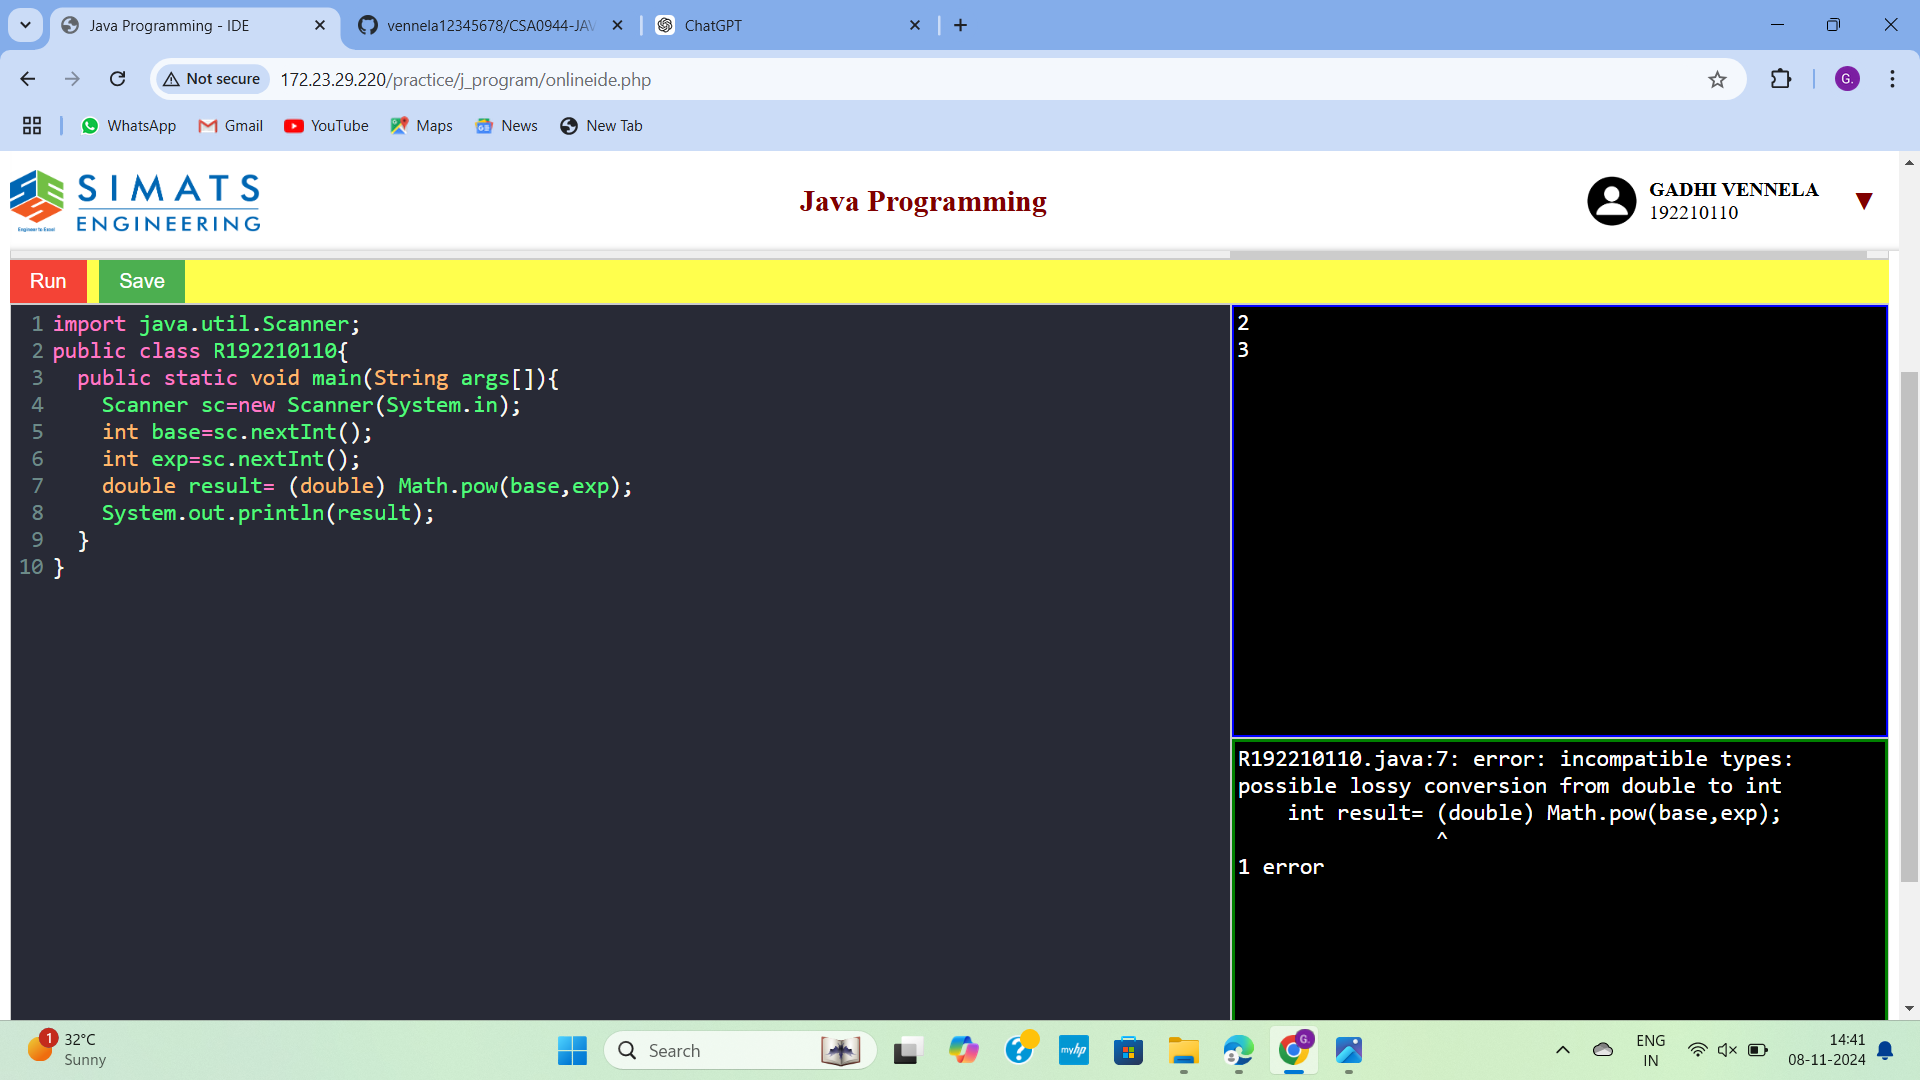 Java Programming - IDE
vennela12345678/CSA0944-JAV
ChatGPT
Not secure
172.23.29.220/practice/j_program/onlineide.php
G.
WhatsApp
Gmail
YouTube
Maps
News
New Tab
SIMATS
ENGINEERING
Engineer to Excel
Java Programming
GADHI VENNELA
192210110
▼
Run
Save
1 import java.util.Scanner;
2 public class R192210110{
3   public static void main(String args[]){
4     Scanner sc=new Scanner(System.in);
5     int base=sc.nextInt();
6     int exp=sc.nextInt();
7     double result= (double) Math.pow(base,exp);
8     System.out.println(result);
9   }
10 }
2
3
R192210110.java:7: error: incompatible types:
possible lossy conversion from double to int
    int result= (double) Math.pow(base,exp);
                ^
1 error
1
32°C
Sunny
Search
myhp
G.
ENG
IN
14:41
08-11-2024